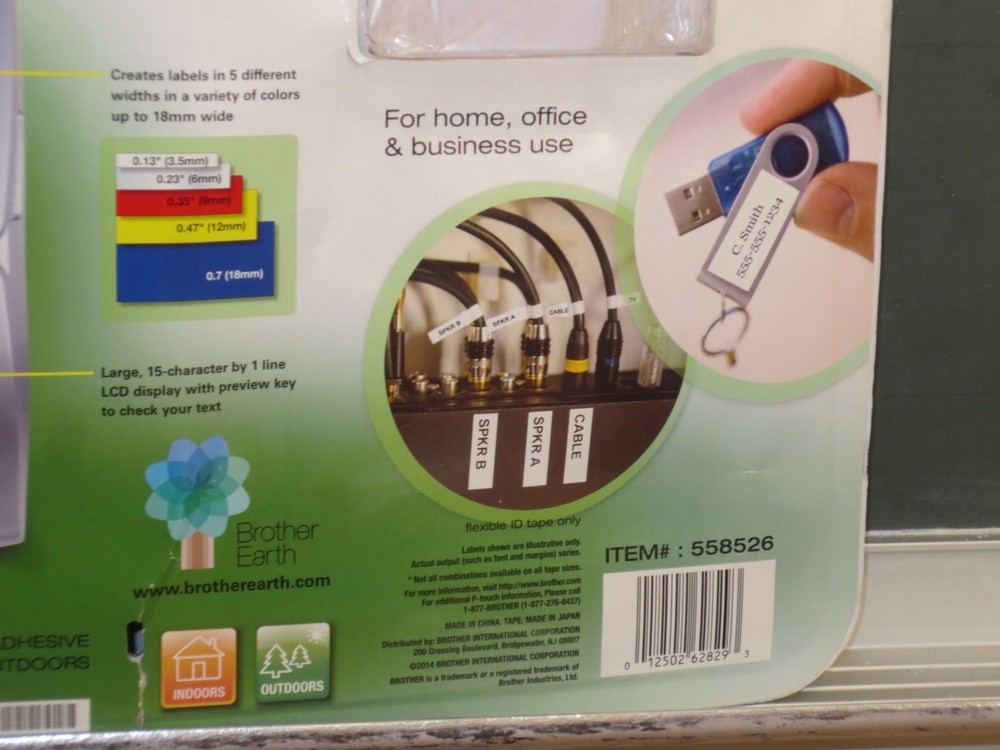 Creates labels in 5 different
widths in a variety of colors
up to 18mm wide
0.13" (3.5mm)
0.23" (6mm)
0.35" (9mm)
0.47" (12mm)
0.7 (18mm)
For home, office
& business use
C. Smith
555-555-1234
SPKR B
SPKR A
CABLE
TV
SPKR B
SPKR A
CABLE
flexible ID tape only
Large, 15-character by 1 line
LCD display with preview key
to check your text
Brother
Earth
www.brotherearth.com
Labels shown are illustrative only.
Actual output (such as font and margins) varies.
* Not all combinations available on all tape sizes.
For more information, visit http://www.brother.com
For additional P-touch information, Please call
1-877-BROTHER (1-877-276-8437)
MADE IN CHINA. TAPE: MADE IN JAPAN
Distributed by: BROTHER INTERNATIONAL CORPORATION
200 Crossing Boulevard, Bridgewater, NJ 08807
©2014 BROTHER INTERNATIONAL CORPORATION
BROTHER is a trademark or a registered trademark of
Brother Industries, Ltd.
ITEM# : 558526
0 12502 62829 3
INDOORS
OUTDOORS